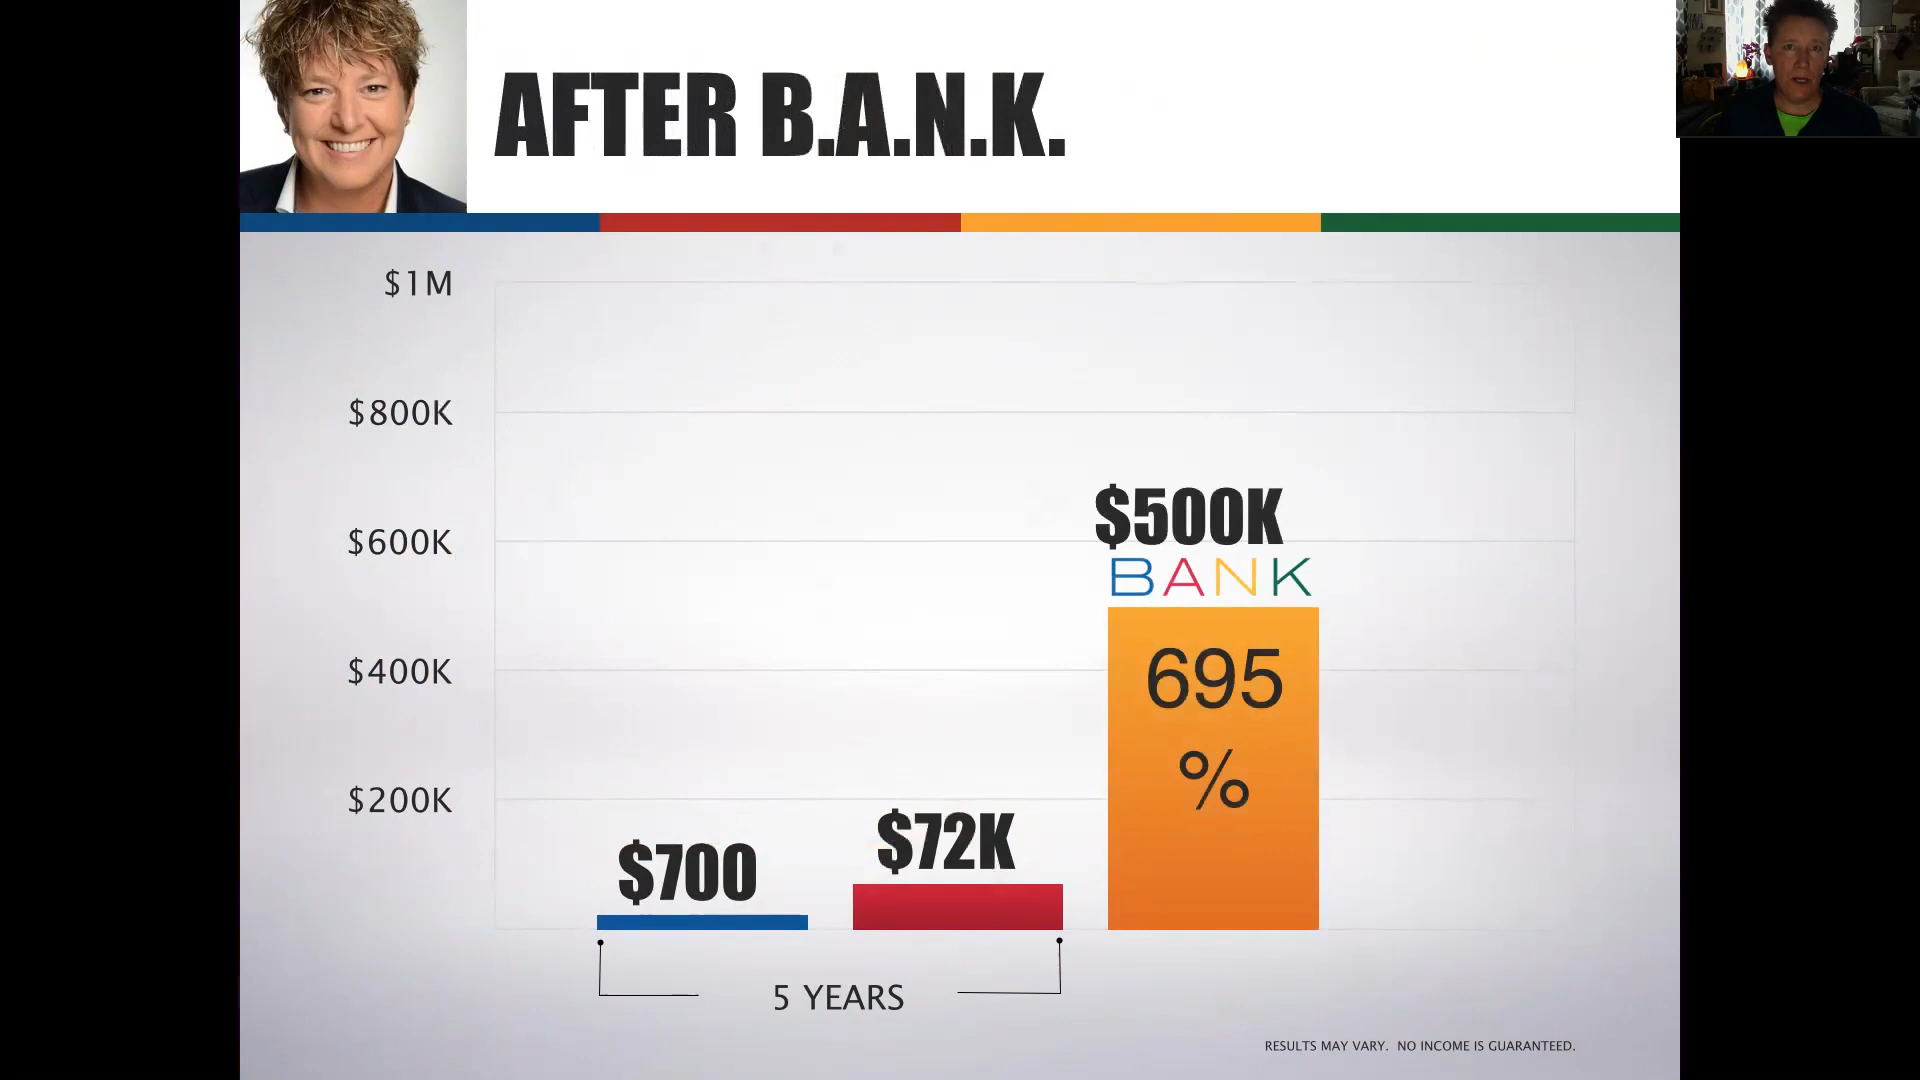 AFTER B.A.N.K.
$1M
$800K
$600K
$400K
$200K
$500K
BANK
695
%
$72K
$700
5 YEARS
RESULTS MAY VARY. NO INCOME IS GUARANTEED.